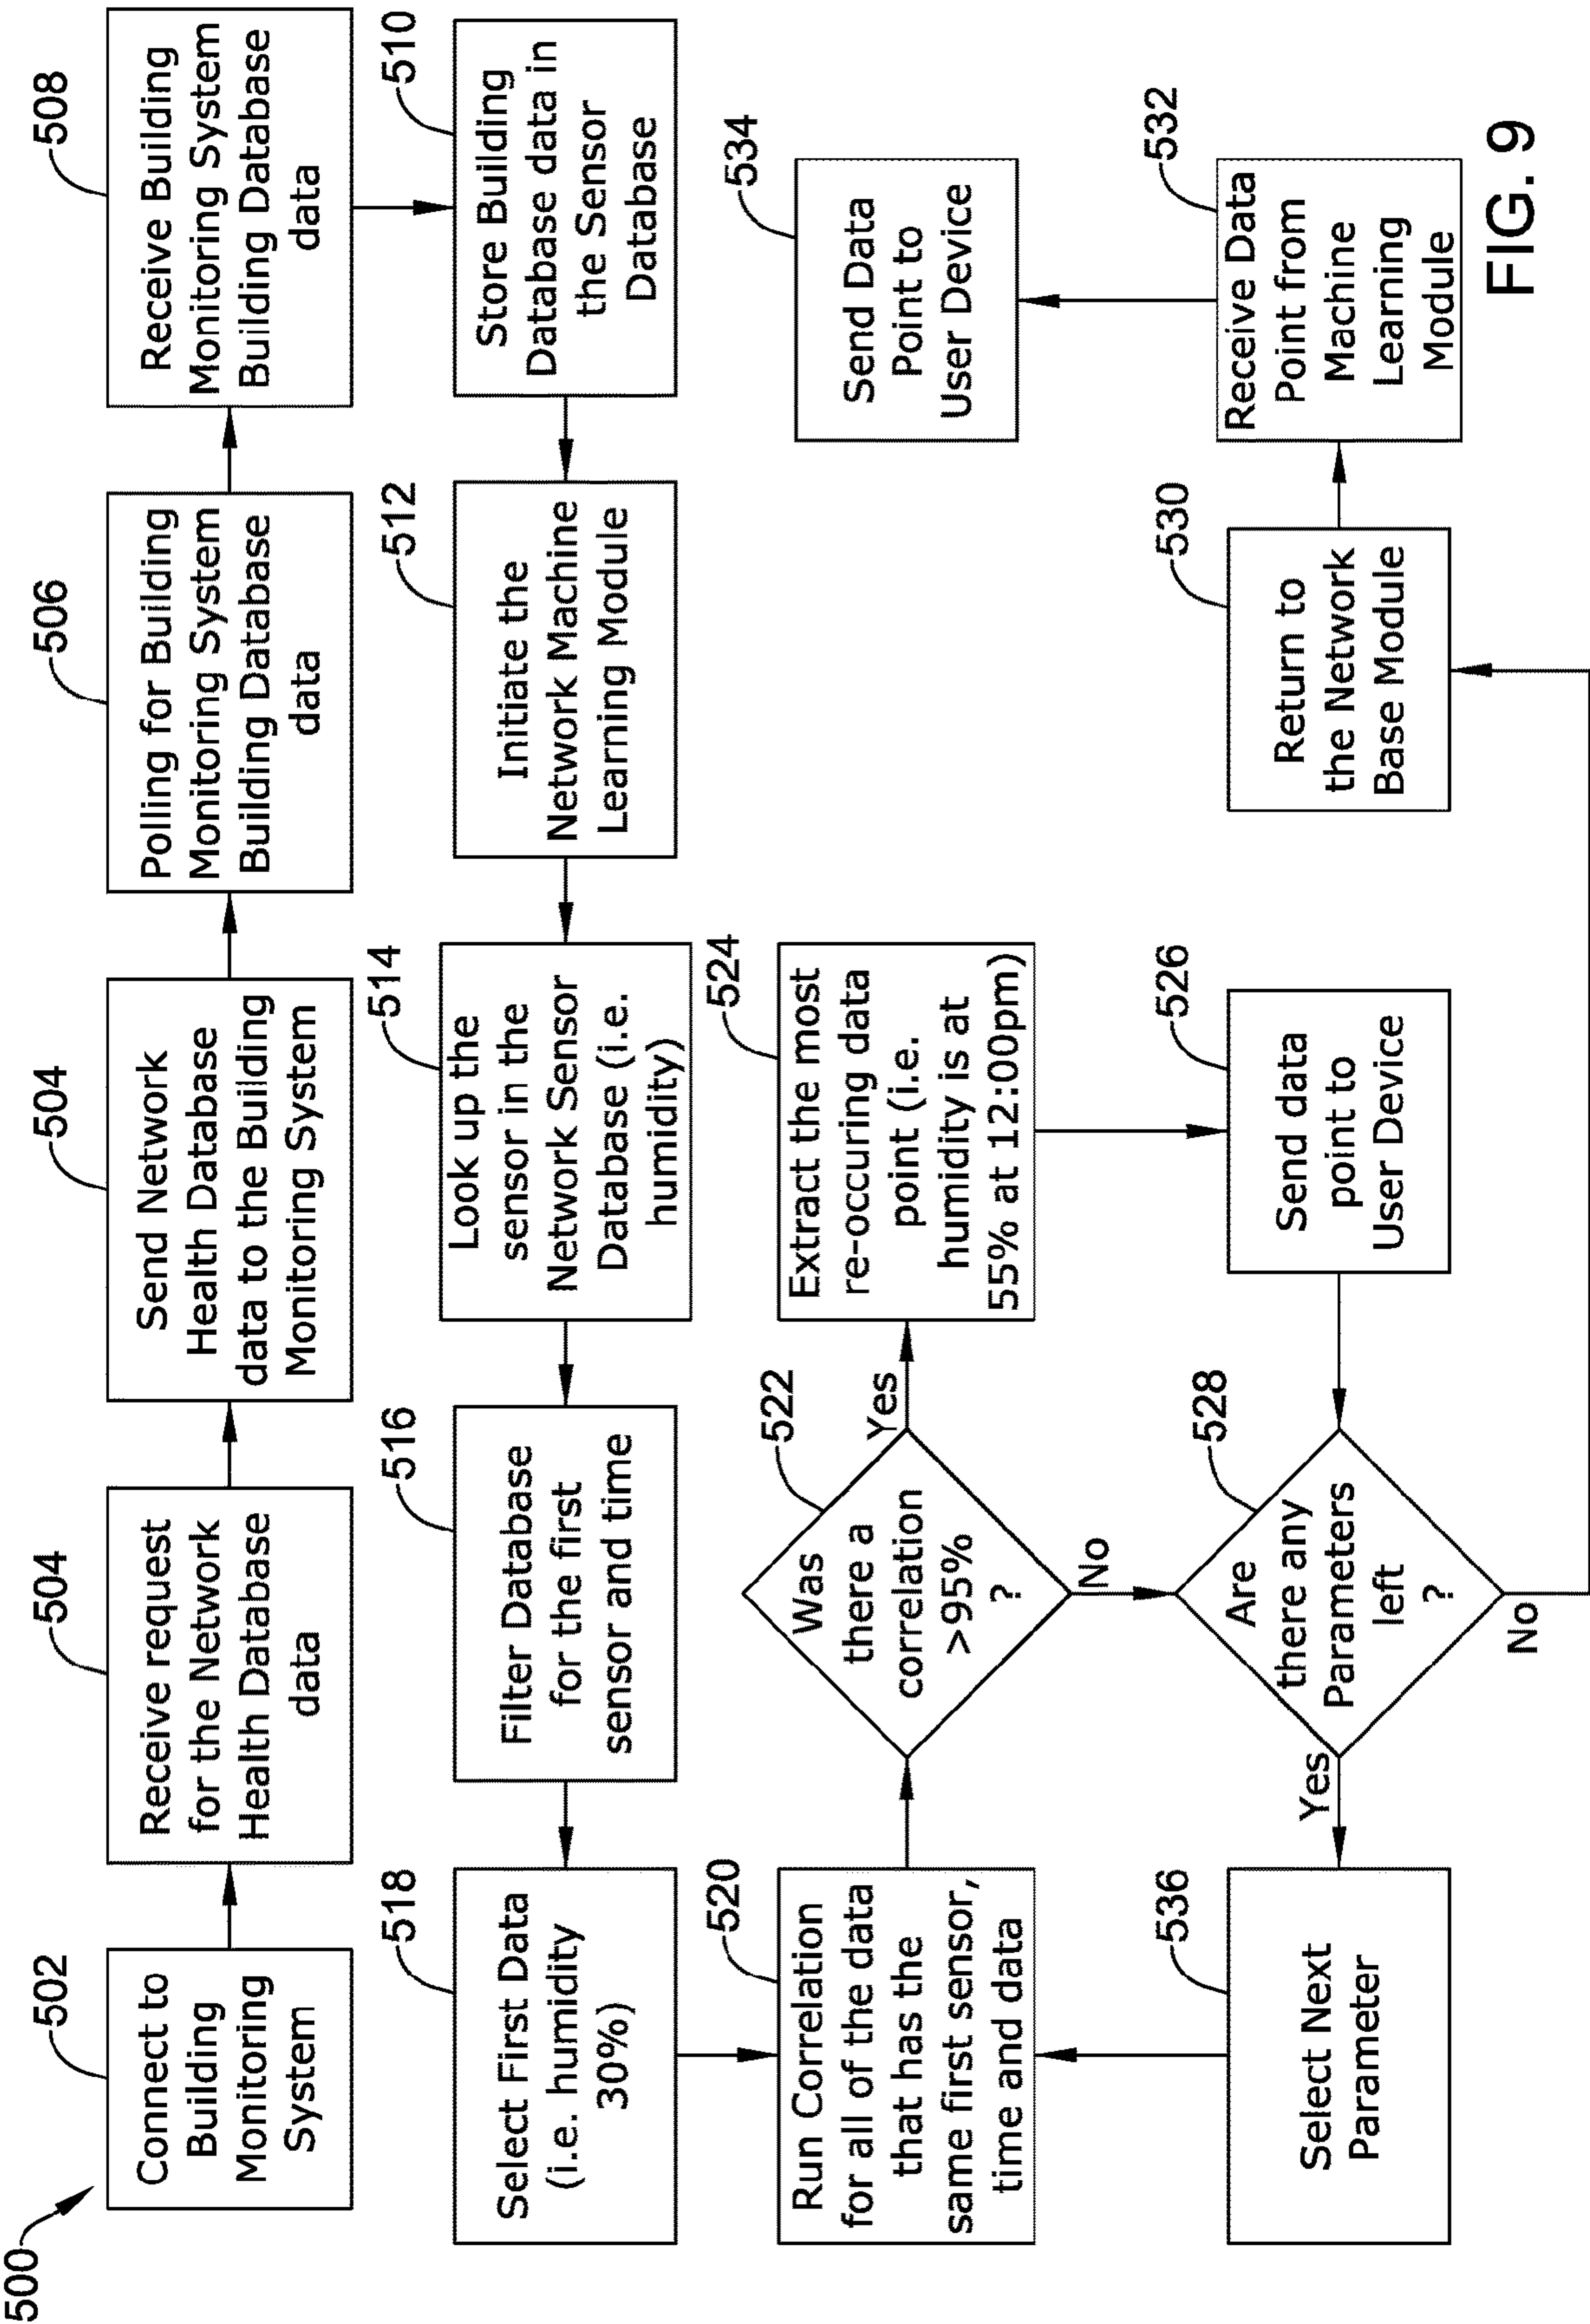 500
502
Connect to
Building
Monitoring
System
504
Receive request
for the Network
Health Database
data
504
Send Network
Health Database
data to the Building
Monitoring System
506
Polling for Building
Monitoring System
Building Database
data
508
Receive Building
Monitoring System
Building Database
data
510
Store Building
Database data in
the Sensor
Database
512
Initiate the
Network Machine
Learning Module
514
Look up the
sensor in the
Network Sensor
Database (i.e.
humidity)
516
Filter Database
for the first
sensor and time
518
Select First Data
(i.e. humidity
30%)
520
Run Correlation
for all of the data
that has the
same first sensor,
time and data
522
Was
there a
correlation
>95%
?
Yes
No
524
Extract the most
re-occuring data
point (i.e.
humidity is at
55% at 12:00pm)
526
Send data
point to
User Device
528
Are
there any
Parameters
left
?
Yes
No
536
Select Next
Parameter
530
Return to
the Network
Base Module
532
Receive Data
Point from
Machine
Learning
Module
534
Send Data
Point to
User Device
FIG. 9